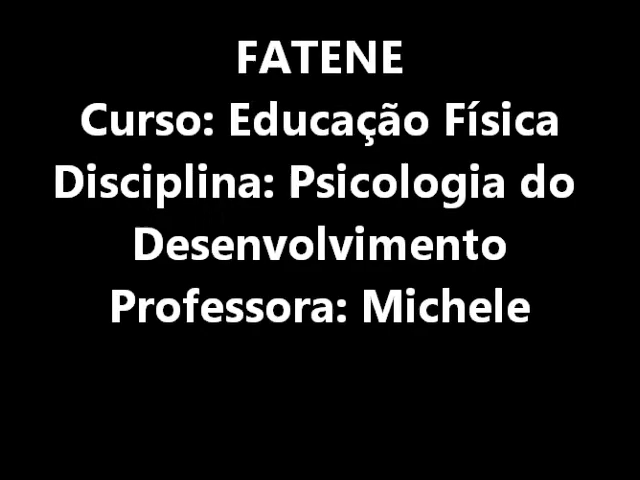 FATENE
Curso: Educação Física
Disciplina: Psicologia do
Desenvolvimento
Professora: Michele